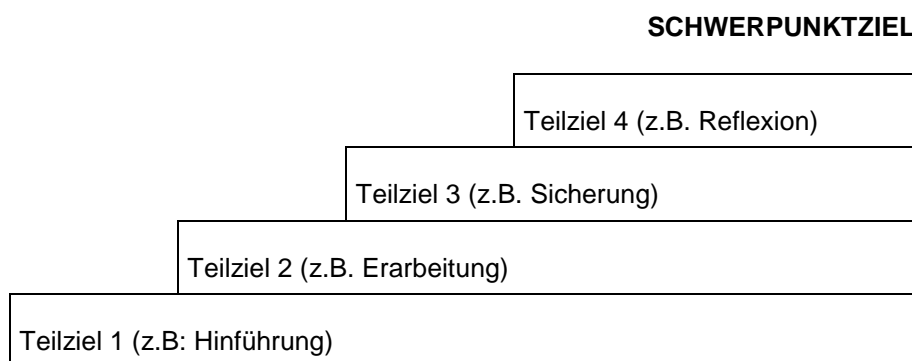 SCHWERPUNKTZIEL
Teilziel 4 (z.B. Reflexion)
Teilziel 3 (z.B. Sicherung)
Teilziel 2 (z.B. Erarbeitung)
Teilziel 1 (z.B: Hinführung)